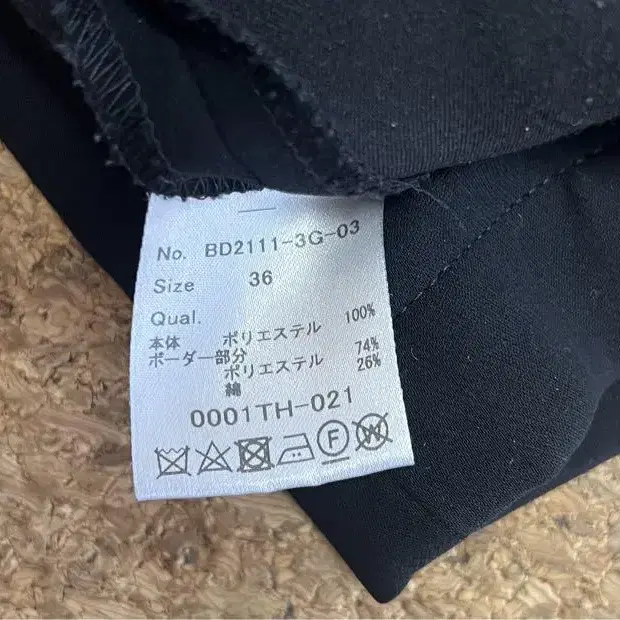 No. BD2111-3G-03
Size 36
Qual.
本体 ポリエステル 100%
ボーダー部分
ポリエステル 74%
綿 26%
0001TH-021
F W